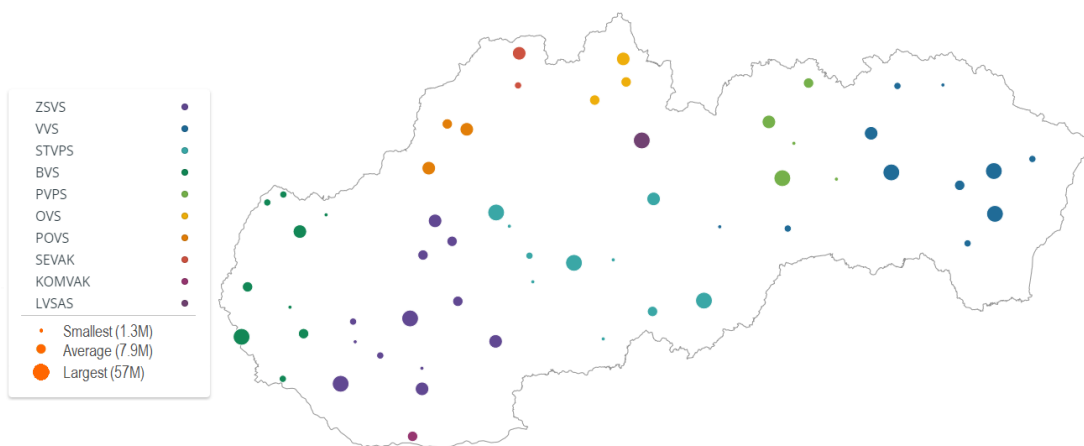 ZSVS
VVS
STVPS
BVS
PVPS
OVS
POVS
SEVAK
KOMVAK
LVSAS
Smallest (1.3M)
Average (7.9M)
Largest (57M)